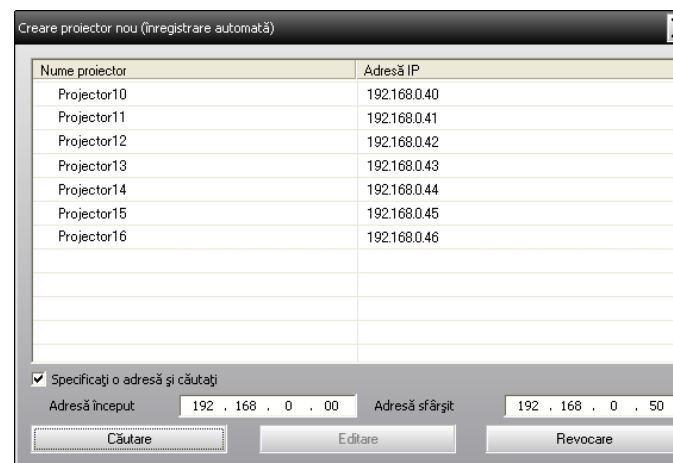 Creare proiector nou (înregistrare automată)
Nume proiector Adresă IP
Projector10 192.168.0.40
Projector11 192.168.0.41
Projector12 192.168.0.42
Projector13 192.168.0.43
Projector14 192.168.0.44
Projector15 192.168.0.45
Projector16 192.168.0.46
Specificaţi o adresă şi căutaţi
Adresă început 192 . 168 . 0 . 00 Adresă sfârşit 192 . 168 . 0 . 50
Căutare Editare Revocare